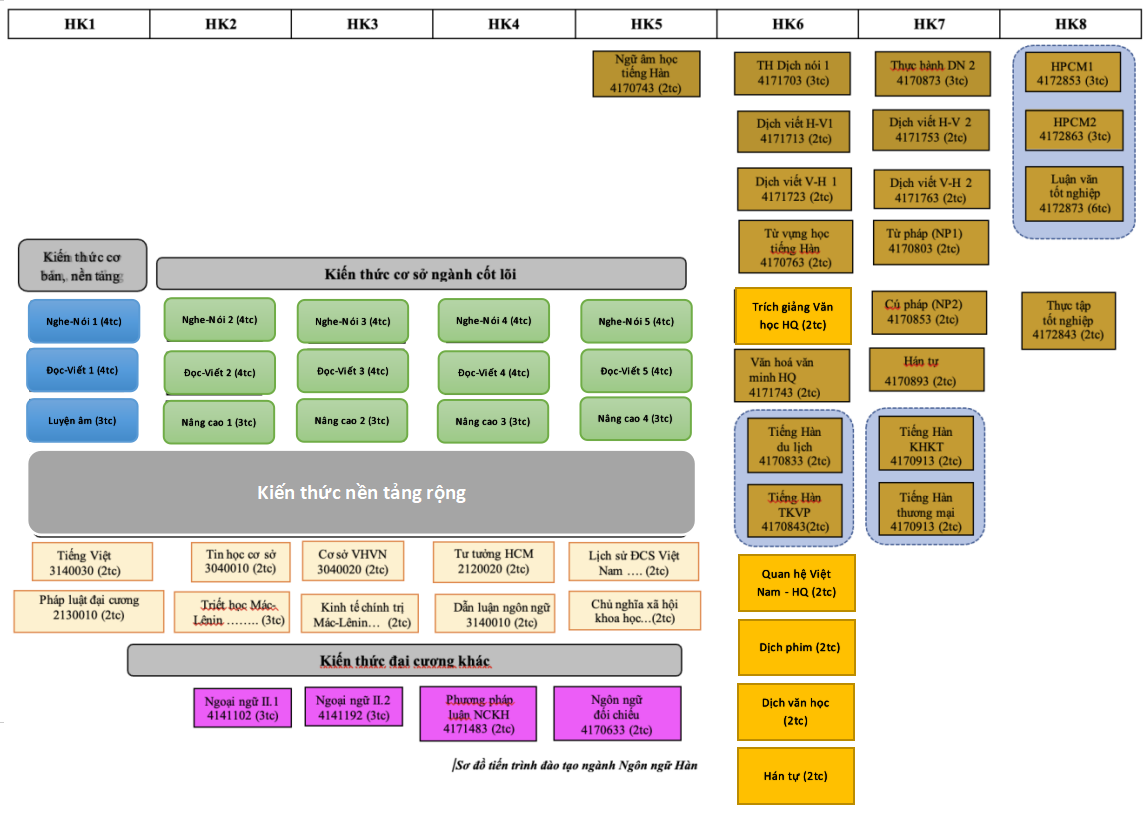 HK1 HK2 HK3 HK4 HK5 HK6 HK7 HK8
Ngữ âm học
tiếng Hàn
4170743 (2tc)
TH Dịch nói 1
4171703 (3tc)
Thực hành DN 2
4170873 (3tc)
HPCM1
4172853 (3tc)
Dịch viết H-V1
4171713 (2tc)
Dịch viết H-V 2
4171753 (2tc)
HPCM2
4172863 (3tc)
Dịch viết V-H 1
4171723 (2tc)
Dịch viết V-H 2
4171763 (2tc)
Luận văn
tốt nghiệp
4172873 (6tc)
Từ vựng học
tiếng Hàn
4170763 (2tc)
Từ pháp (NP1)
4170803 (2tc)
Kiến thức cơ
bản,, nền tảng
Kiến thức cơ sở ngành cốt lõi
Trích giảng Văn
học HQ (2tc)
Cú pháp (NP2)
4170853 (2tc)
Thực tập
tốt nghiệp
4172843 (2tc)
Nghe-Nói 1 (4tc)
Nghe-Nói 2 (4tc)
Nghe-Nói 3 (4tc)
Nghe-Nói 4 (4tc)
Nghe-Nói 5 (4tc)
Văn hoá văn
minh HQ
4171743 (2tc)
Hán tự
4170893 (2tc)
Đọc-Viết 1 (4tc)
Đọc-Viết 2 (4tc)
Đọc-Viết 3 (4tc)
Đọc-Viết 4 (4tc)
Đọc-Viết 5 (4tc)
Luyện âm (3tc)
Nâng cao 1 (3tc)
Nâng cao 2 (3tc)
Nâng cao 3 (3tc)
Nâng cao 4 (3tc)
Tiếng Hàn
du lịch
4170833 (2tc)
Tiếng Hàn
KHKT
4170913 (2tc)
Kiến thức nền tảng rộng
Tiếng Hàn
TKVP
4170843(2tc)
Tiếng Hàn
thương mại
4170913 (2tc)
Tiếng Việt
3140030 (2tc)
Tin học cơ sở
3040010 (2tc)
Cơ sở VHVN
3040020 (2tc)
Tư tưởng HCM
2120020 (2tc)
Lịch sử ĐCS Việt
Nam .... (2tc)
Quan hệ Việt
Nam - HQ (2tc)
Pháp luật đại cương
2130010 (2tc)
Triết học Mác-
Lênin ........ (3tc)
Kinh tế chính trị
Mác-Lênin... (2tc)
Dẫn luận ngôn ngữ
3140010 (2tc)
Chủ nghĩa xã hội
khoa học...(2tc)
Dịch phim (2tc)
Kiến thức đại cương khác
Ngoại ngữ II.1
4141102 (3tc)
Ngoại ngữ II.2
4141192 (3tc)
Phương pháp
luận NCKH
4171483 (2tc)
Ngôn ngữ
đối chiếu
4170633 (2tc)
Dịch văn học
(2tc)
Sơ đồ tiến trình đào tạo ngành Ngôn ngữ Hàn
Hán tự (2tc)